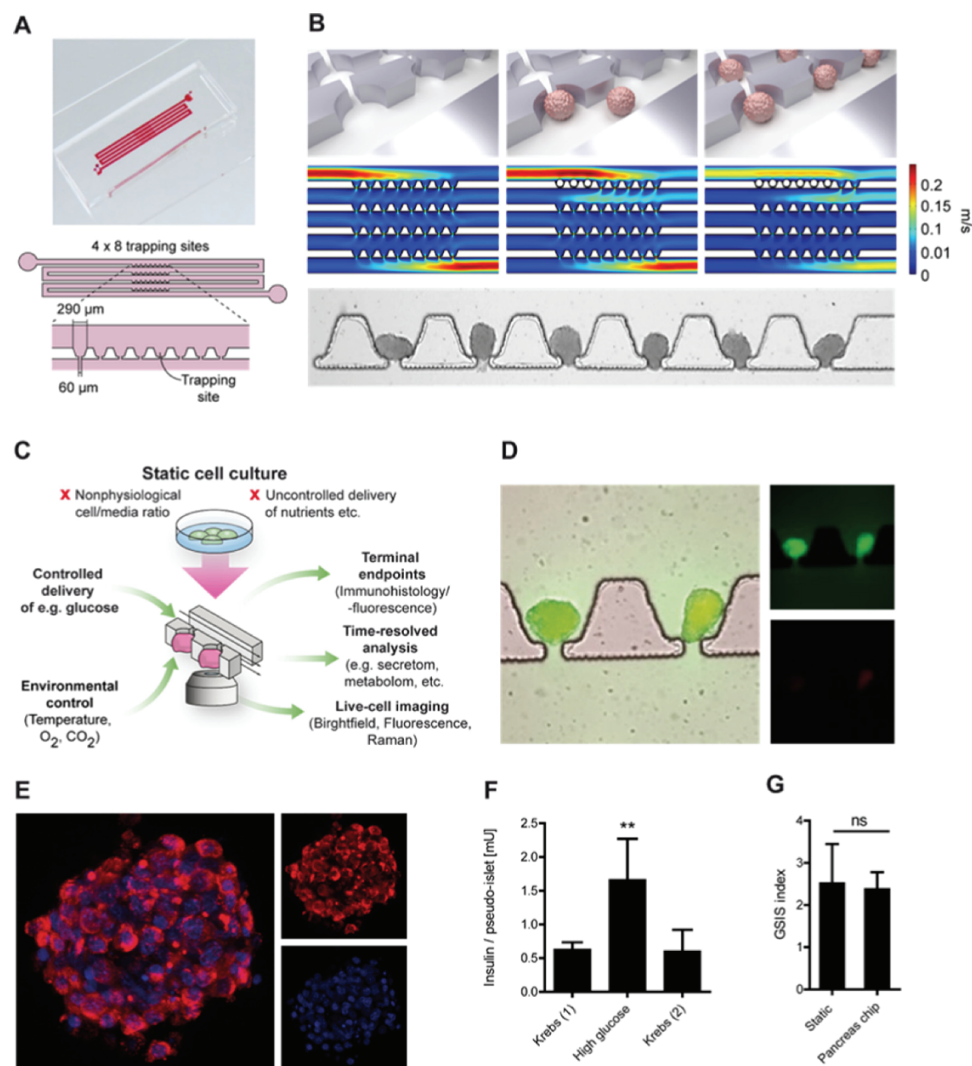 A
4 x 8 trapping sites
290 µm
60 µm
Trapping
site
B
0.2
0.15
0.1
0.01
0
m/s
C
Static cell culture
X Nonphysiological
cell/media ratio
X Uncontrolled delivery
of nutrients etc.
Controlled
delivery
of e.g. glucose
Environmental
control
(Temperature,
O2, CO2)
Terminal
endpoints
(Immunohistology/
-fluorescence)
Time-resolved
analysis
(e.g. secretom,
metabolom, etc.
Live-cell imaging
(Birghtfield, Fluorescence,
Raman)
D
E
F
Insulin / pseudo-islet [mU]
2.5
2.0
1.5
1.0
0.5
0.0
**
Krebs (1)
High glucose
Krebs (2)
G
GSIS index
4
3
2
1
0
ns
Static
Pancreas chip